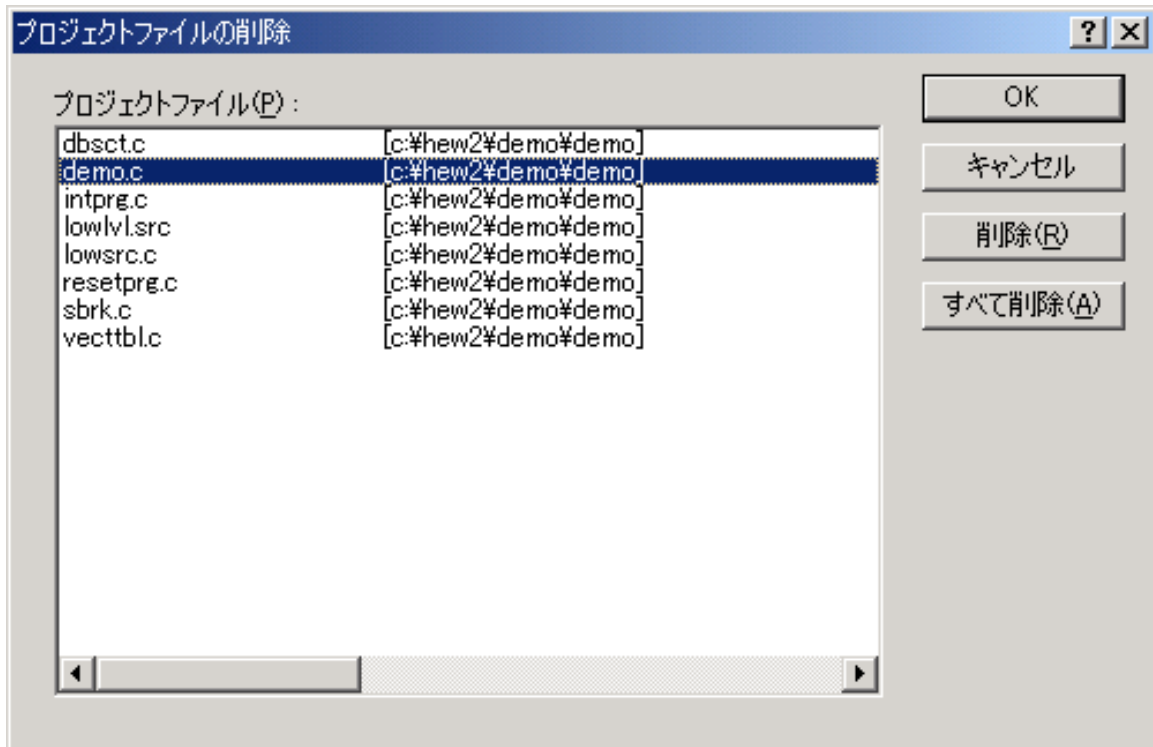 プロジェクトファイルの削除
プロジェクトファイル(P) :
OK
dbsct.c [c:¥hew2¥demo¥demo]
demo.c [c:¥hew2¥demo¥demo]
キャンセル
intprg.c [c:¥hew2¥demo¥demo]
lowlvl.src [c:¥hew2¥demo¥demo]
削除(R)
lowsrc.c [c:¥hew2¥demo¥demo]
resetprg.c [c:¥hew2¥demo¥demo]
sbrk.c [c:¥hew2¥demo¥demo]
すべて削除(A)
vecttbl.c [c:¥hew2¥demo¥demo]